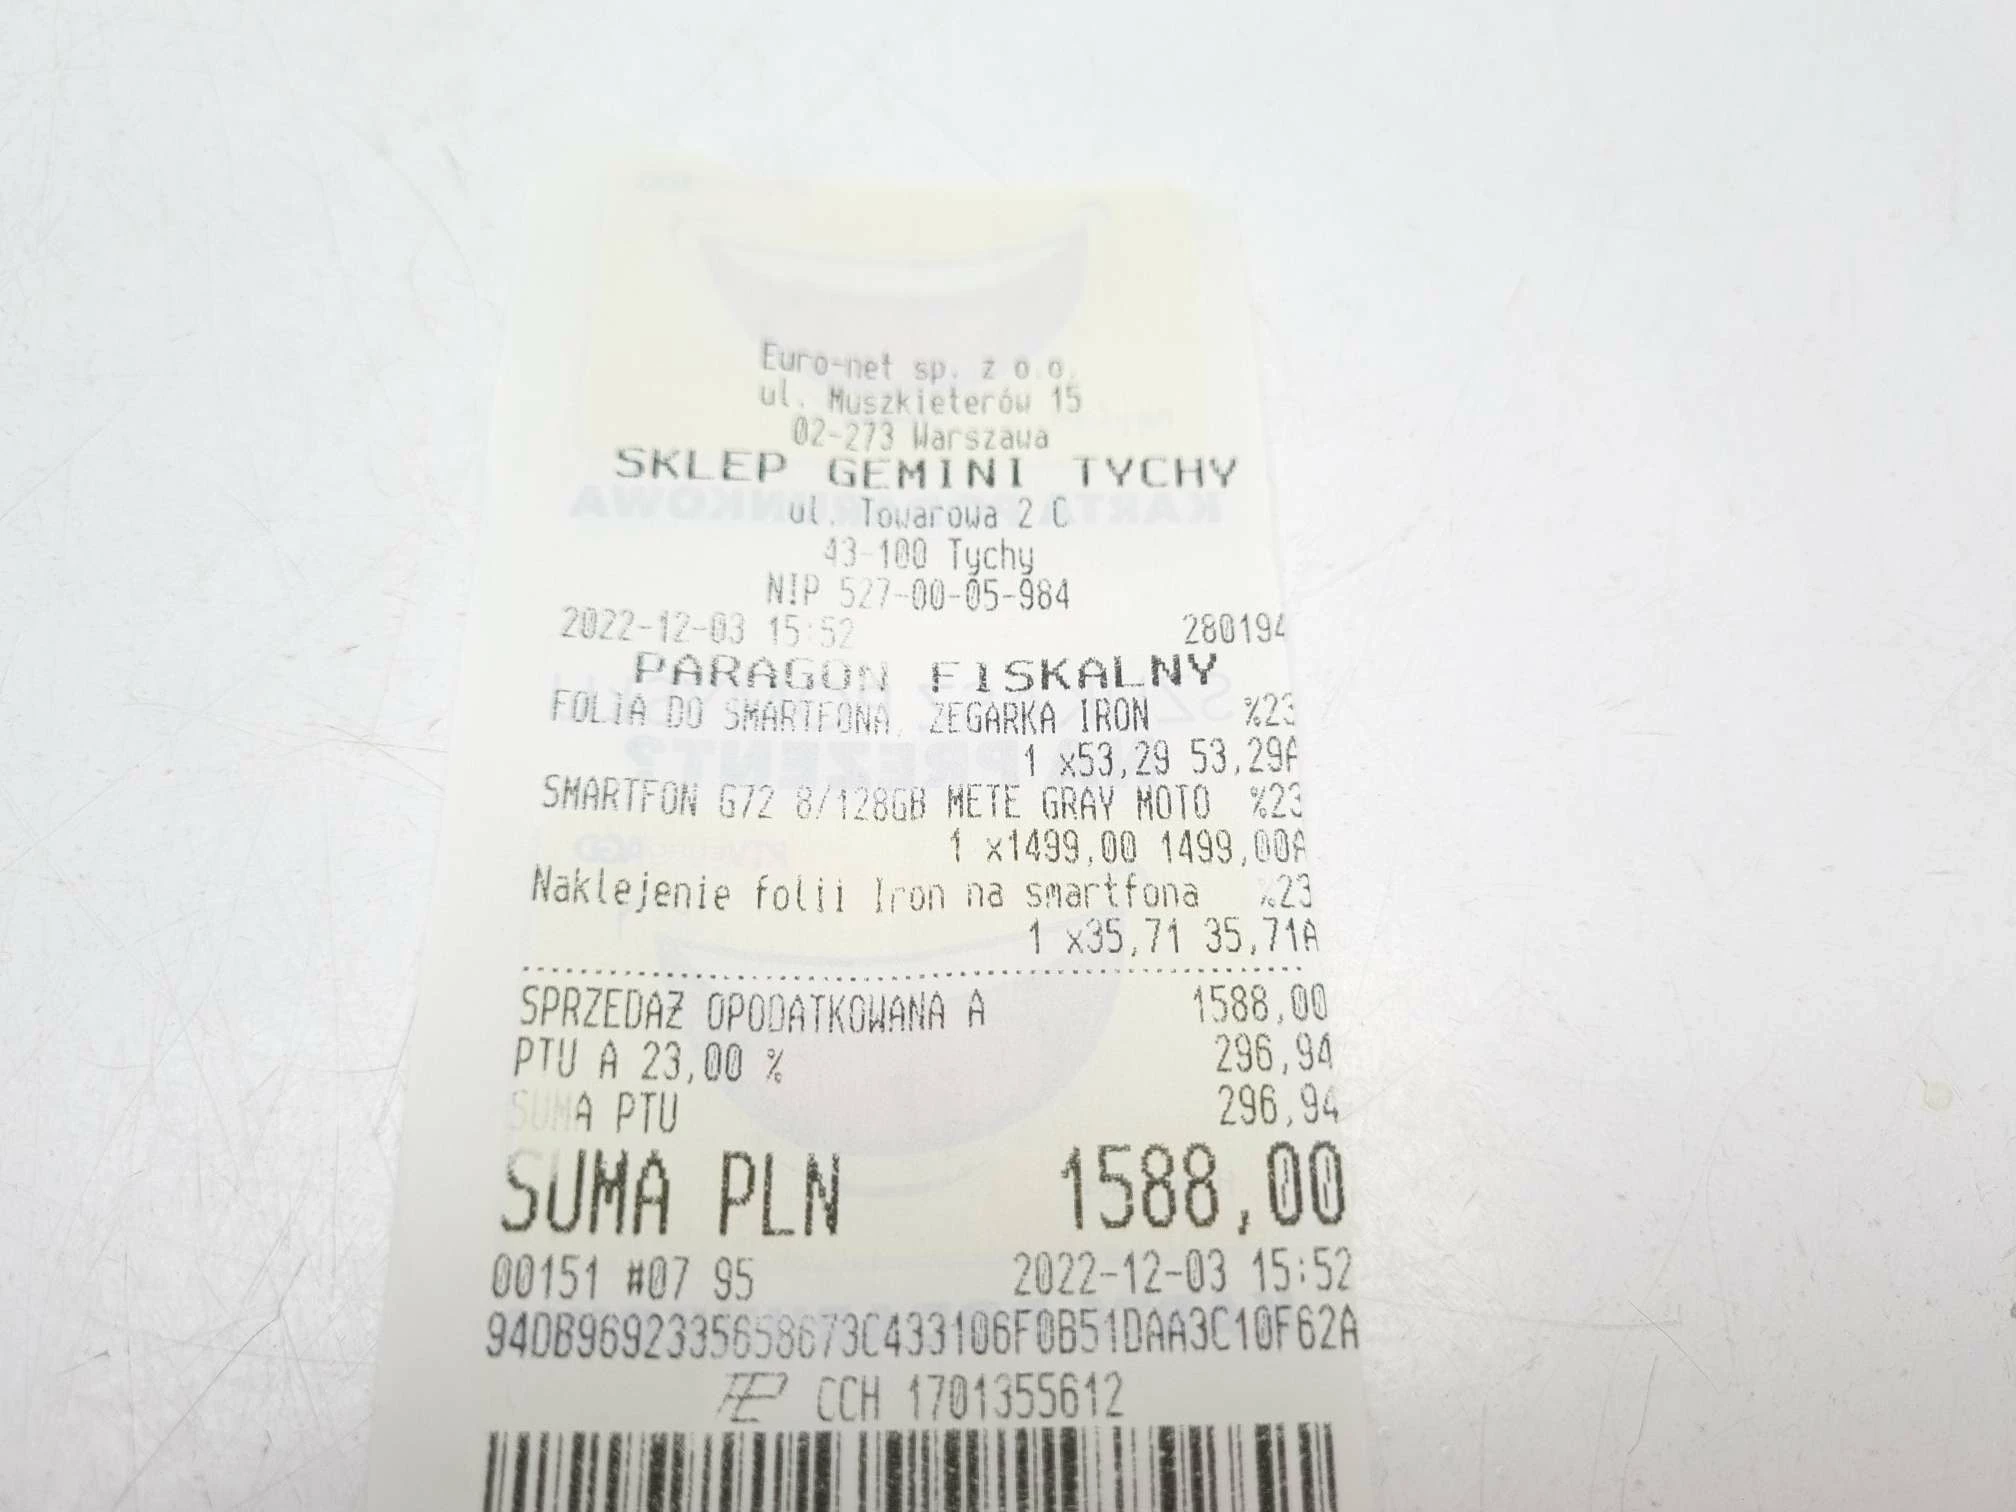 Euro-net sp. z o.o.
ul. Muszkieterów 15
02-273 Warszawa
SKLEP GEMINI TYCHY
ul. Towarowa 2 C
43-100 Tychy
NIP 527-00-05-984
2022-12-03 15:52 280194
PARAGON FISKALNY
FOLIA DO SMARTFONA, ZEGARKA IRON %23
1 x53,29 53,29A
SMARTFON G72 8/128GB METE GRAY MOTO %23
1 x1499,00 1499,00A
Naklejenie folii Iron na smartfona %23
1 x35,71 35,71A
SPRZEDAŻ OPODATKOWANA A 1588,00
PTU A 23,00 % 296,94
SUMA PTU 296,94
SUMA PLN 1588,00
00151 #07 95 2022-12-03 15:52
94DB9692335658673C433106F0B51DAA3C10F62A
CCH 1701355612